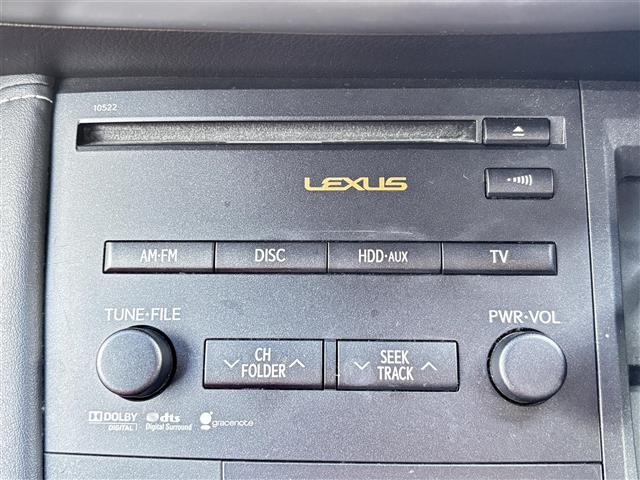 10522
LEXUS
AM·FM DISC HDD·AUX TV
TUNE·FILE PWR·VOL
CH FOLDER
SEEK TRACK
DOLBY DIGITAL
dts Digital Surround
gracenote